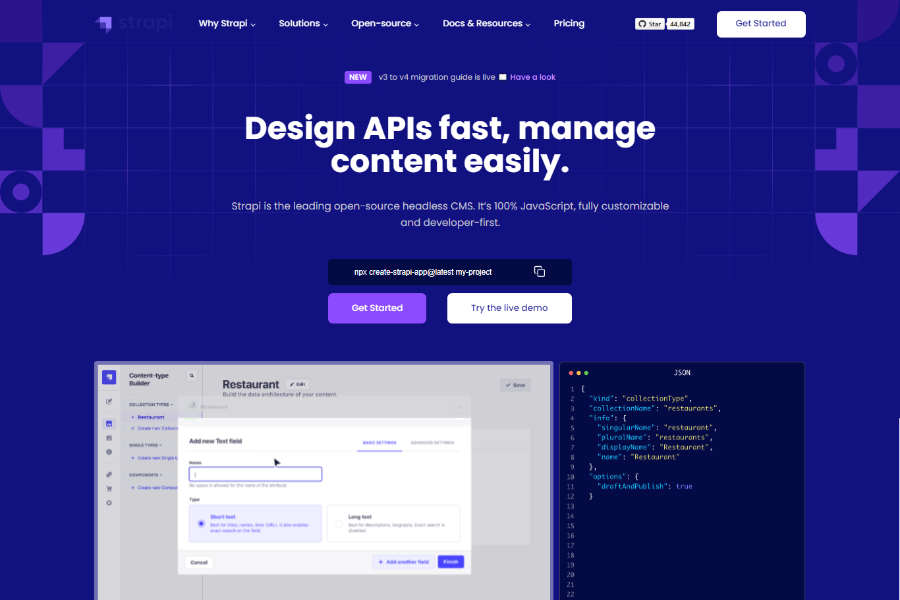 strapi
Why Strapi
Solutions
Open-source
Docs & Resources
Pricing
Star
44,842
Get Started
NEW
v3 to v4 migration guide is live
Have a look
Design APIs fast, manage
content easily.
Strapi is the leading open-source headless CMS. It's 100% JavaScript, fully customizable
and developer-first.
npx create-strapi-app@latest my-project
Get Started
Try the live demo
Content-type
Builder
COLLECTION TYPES
Restaurant
Create new
SINGLE TYPES
Create new
COMPONENTS
Create new
Restaurant
Edit
Build the data architecture of your content.
Save
Add new Text field
BASIC SETTINGS
ADVANCED SETTINGS
Name
No space is allowed for the name of the attribute
Type
Short text
Best for titles, names, links (URL). It also enables
exact search on the field.
Long text
Best for descriptions, biography. Exact search is
disabled
Cancel
+ Add another field
Finish
JSON
1 {
2 "kind": "collectionType",
3 "collectionName": "restaurants",
4 "info": {
5 "singularName": "restaurant",
6 "pluralName": "restaurants",
7 "displayName": "Restaurant",
8 "name": "Restaurant"
9 },
10 "options": {
11 "draftAndPublish": true
12 }
13
14
15
16
17
18
19
20
21
22